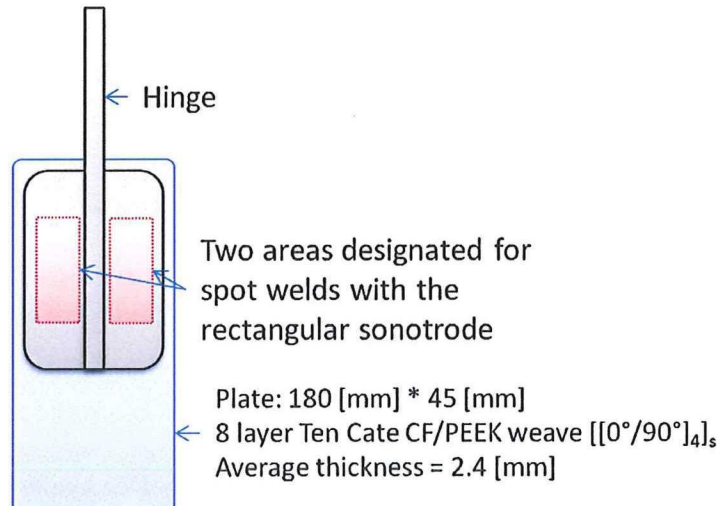 Hinge
Two areas designated for
spot welds with the
rectangular sonotrode
Plate: 180 [mm] * 45 [mm]
8 layer Ten Cate CF/PEEK weave [[0°/90°]₄]ₛ
Average thickness = 2.4 [mm]